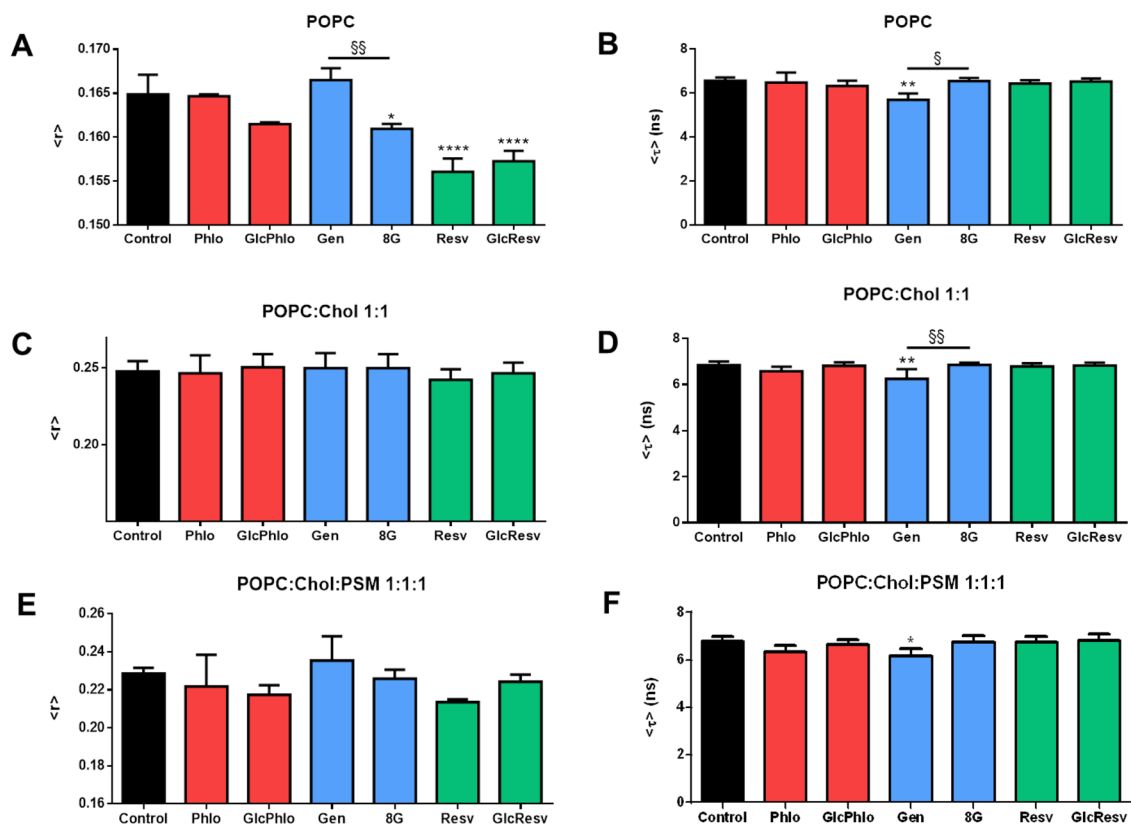 POPC
A
0.170
0.165
0.160
0.155
0.150
<r>
§§
*
****
****
Control Phlo GlcPhlo Gen 8G Resv GlcResv
POPC
B
8
6
4
2
0
<τ> (ns)
**
§
Control Phlo GlcPhlo Gen 8G Resv GlcResv
POPC:Chol 1:1
C
0.25
0.20
<r>
Control Phlo GlcPhlo Gen 8G Resv GlcResv
POPC:Chol 1:1
D
8
6
4
2
0
<τ> (ns)
**
§§
Control Phlo GlcPhlo Gen 8G Resv GlcResv
POPC:Chol:PSM 1:1:1
E
0.26
0.24
0.22
0.20
0.18
0.16
<r>
Control Phlo GlcPhlo Gen 8G Resv GlcResv
POPC:Chol:PSM 1:1:1
F
8
6
4
2
0
<τ> (ns)
*
Control Phlo GlcPhlo Gen 8G Resv GlcResv